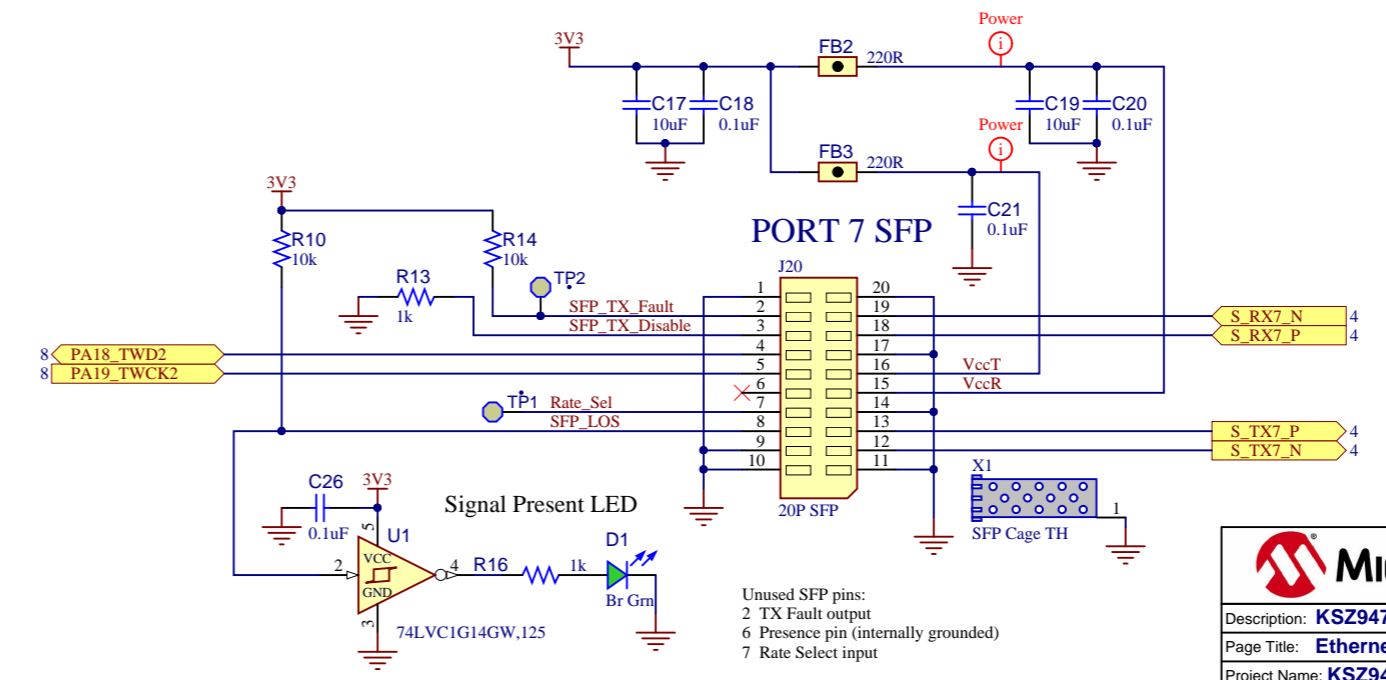 Power
3V3
FB2
220R
C17
10uF
C18
0.1uF
C19
10uF
C20
0.1uF
Power
FB3
220R
3V3
C21
0.1uF
PORT 7 SFP
R10
10k
R14
10k
J20
R13
1k
TP2
1
20
SFP_TX_Fault
2
19
S_RX7_N
4
SFP_TX_Disable
3
18
S_RX7_P
4
8
PA18_TWD2
4
17
8
PA19_TWCK2
5
16
VccT
6
15
VccR
TP1
Rate_Sel
7
14
SFP_LOS
8
13
S_TX7_P
4
9
12
S_TX7_N
4
10
11
X1
1
SFP Cage TH
20P SFP
C26
0.1uF
3V3
Signal Present LED
5
U1
VCC
GND
2
4
3
R16
1k
D1
Br Grn
74LVC1G14GW,125
Unused SFP pins:
2 TX Fault output
6 Presence pin (internally grounded)
7 Rate Select input
Description: KSZ947
Page Title: Etherne
Project Name: KSZ94